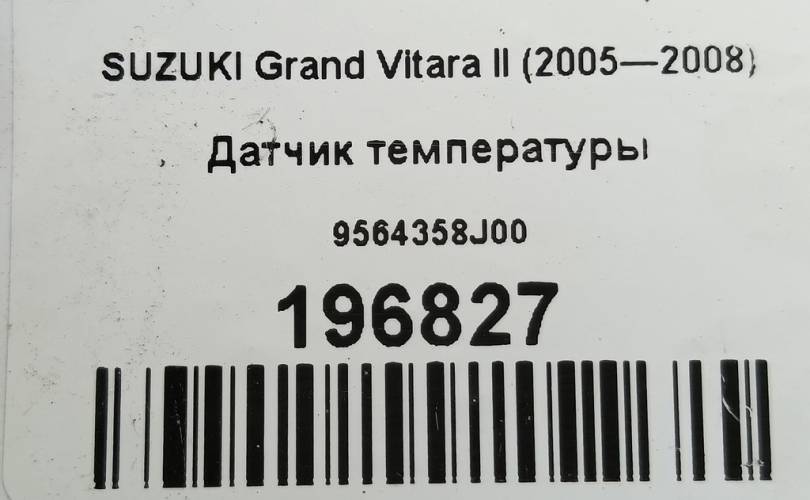 SUZUKI Grand Vitara II (2005—2008)
Датчик температуры
9564358J00
196827